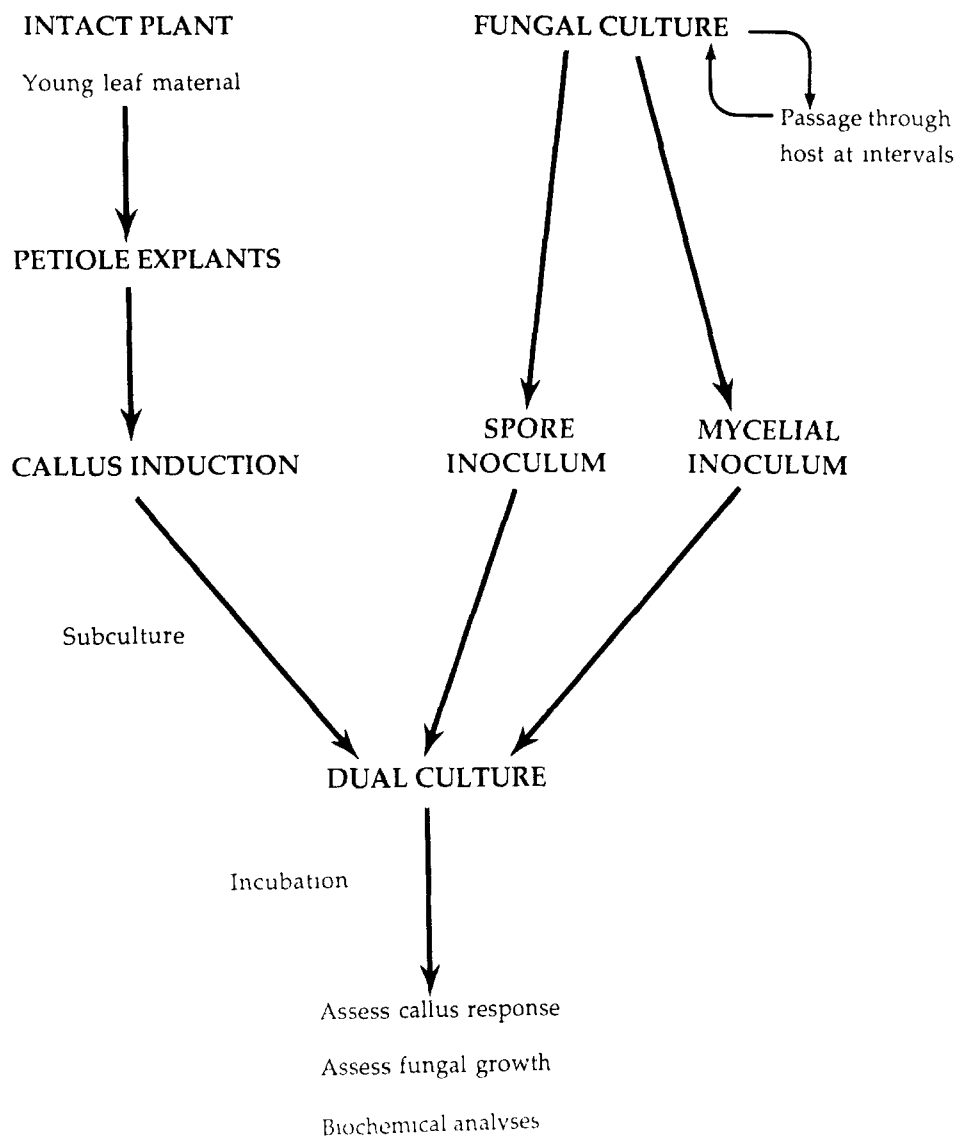 INTACT PLANT
Young leaf material
PETIOLE EXPLANTS
CALLUS INDUCTION
Subculture
FUNGAL CULTURE
Passage through
host at intervals
SPORE
INOCULUM
MYCELIAL
INOCULUM
DUAL CULTURE
Incubation
Assess callus response
Assess fungal growth
Biochemical analyses